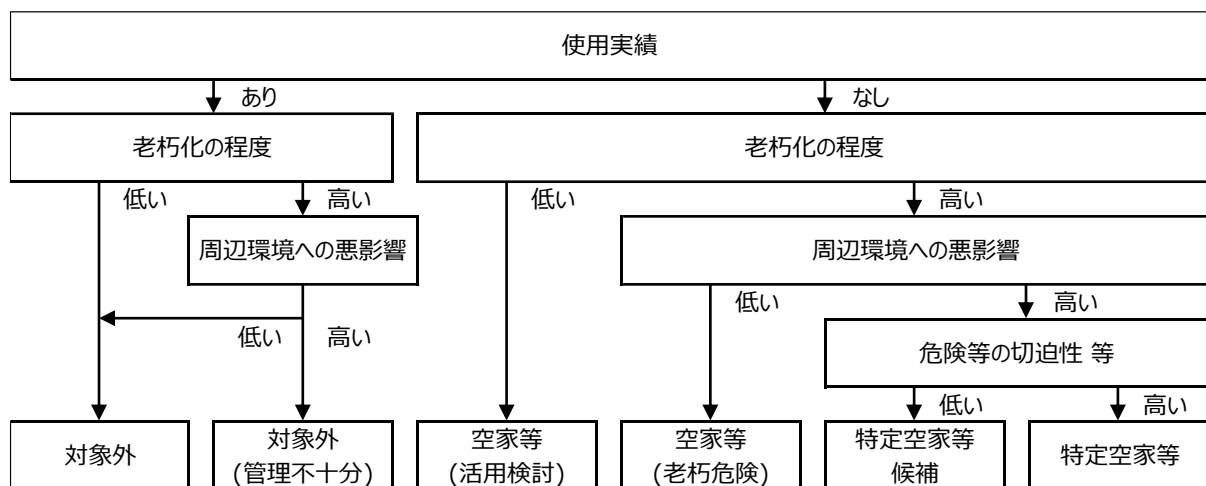 使用実績
あり
なし
老朽化の程度
老朽化の程度
低い
高い
低い
高い
周辺環境への悪影響
周辺環境への悪影響
低い
高い
低い
高い
危険等の切迫性 等
低い
高い
対象外
対象外
(管理不十分)
空家等
(活用検討)
空家等
(老朽危険)
特定空家等
候補
特定空家等